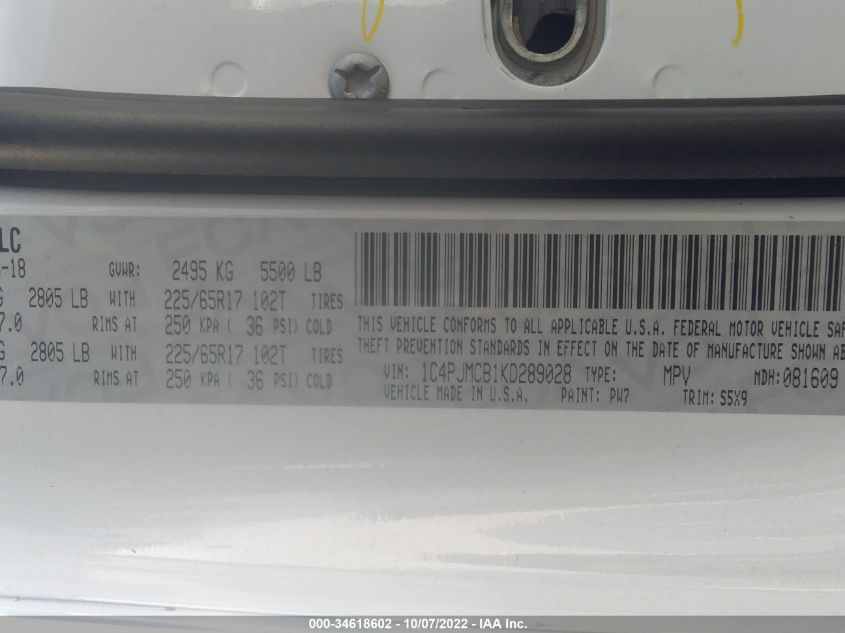 LC
-18 GVWR: 2495 KG 5500 LB
G 2805 LB WITH 225/65R17 102T TIRES
7.0 RIMS AT 250 KPA ( 36 PSI) COLD
G 2805 LB WITH 225/65R17 102T TIRES
7.0 RIMS AT 250 KPA ( 36 PSI) COLD
THIS VEHICLE CONFORMS TO ALL APPLICABLE U.S.A. FEDERAL MOTOR VEHICLE SAF
THEFT PREVENTION STANDARDS IN EFFECT ON THE DATE OF MANUFACTURE SHOWN AB
VIN: 1C4PJMCB1KD289028 TYPE: MPV MDH: 081609
VEHICLE MADE IN U.S.A. PAINT: PW7 TRIM: S5X9
000-34618602 - 10/07/2022 - IAA Inc.